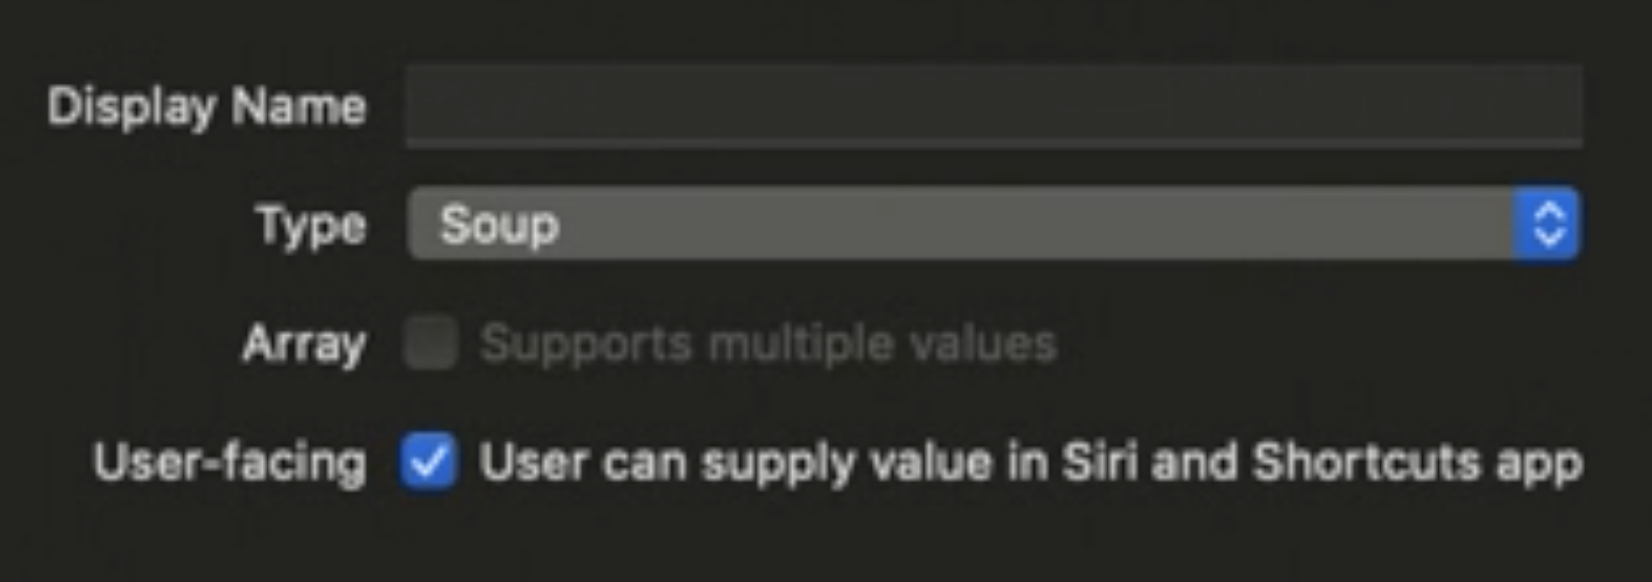 Display Name
Type Soup
Array Supports multiple values
User-facing User can supply value in Siri and Shortcuts app